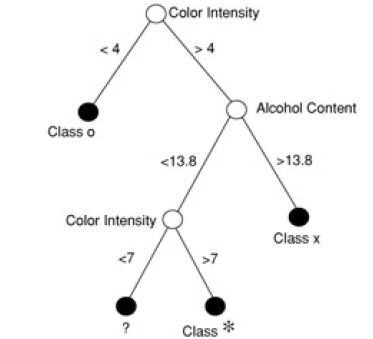 Color Intensity
< 4
> 4
Class o
Alcohol Content
<13.8
>13.8
Color Intensity
Class x
<7
>7
?
Class *